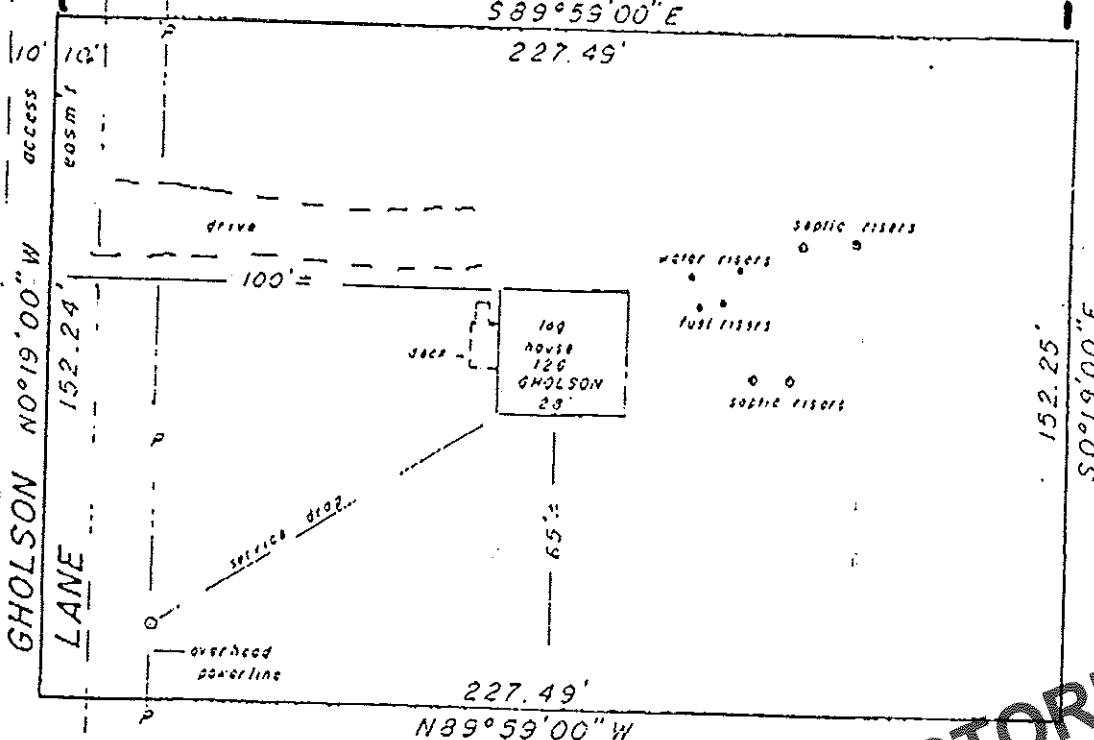 S89°59'00"E
227.49'
10'
10'
access
easm't
P
drive
100'±
septic risers
water risers
fuel risers
deck
log
house
126
GHOLSON
28'
septic risers
GHOLSON N0°19'00"W
LANE
152.24'
152.25'
S0°19'00"E
P
service drop
65'±
overhead
powerline
P
227.49'
N89°59'00"W